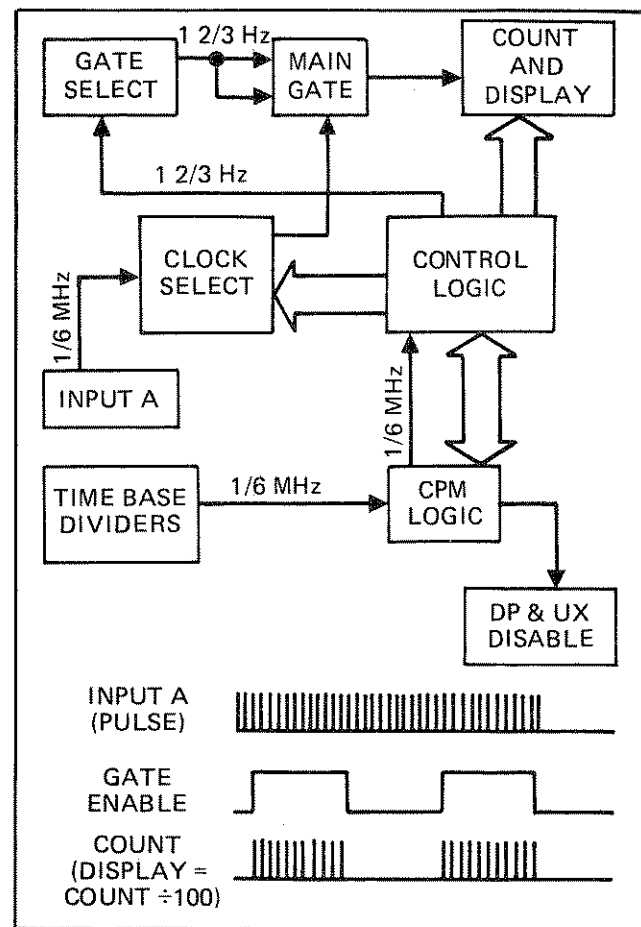 1 2/3 Hz
GATE
SELECT
MAIN
GATE
COUNT
AND
DISPLAY
1 2/3 Hz
CLOCK
SELECT
CONTROL
LOGIC
1/6 MHz
INPUT A
1/6 MHz
TIME BASE
DIVIDERS
1/6 MHz
CPM
LOGIC
DP & UX
DISABLE
INPUT A
(PULSE)
GATE
ENABLE
COUNT
(DISPLAY =
COUNT ÷100)